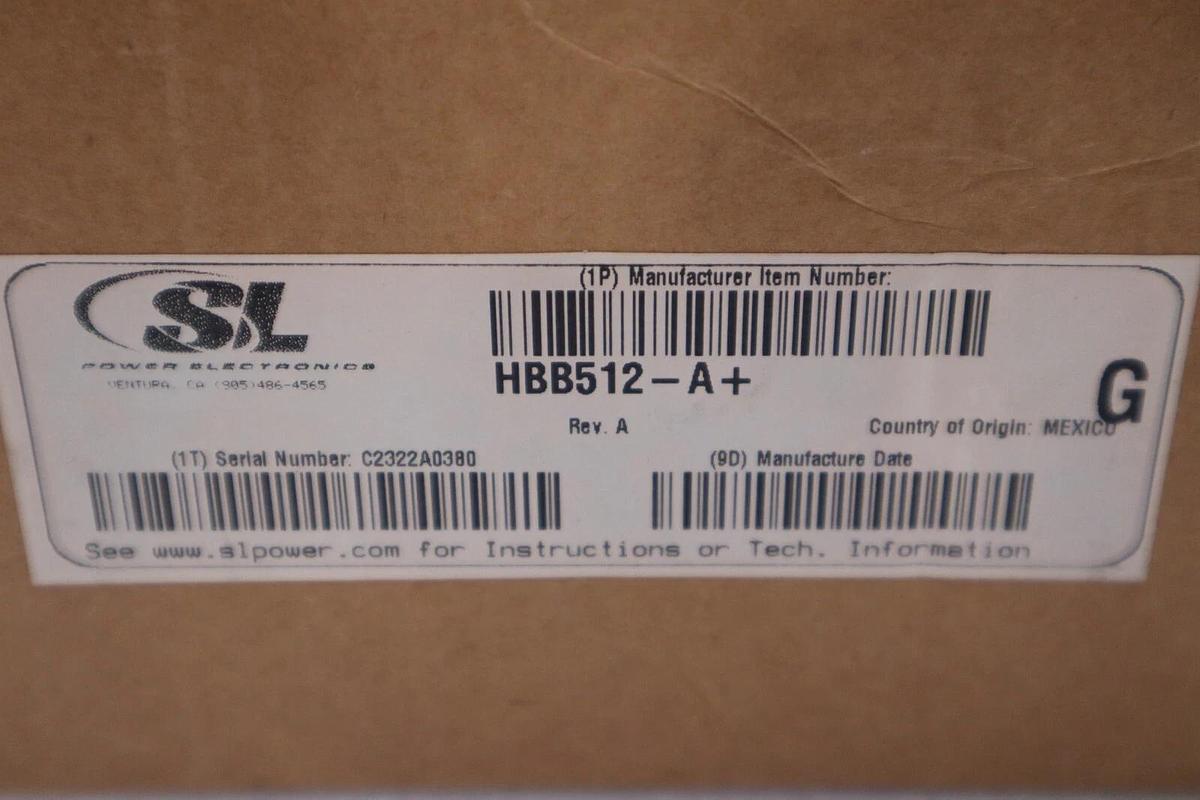 SL
POWER ELECTRONICS
VENTURA, CA (905)486-4565
(1P) Manufacturer Item Number:
HBB512-A+
G
Rev. A
Country of Origin: MEXICO
(1T) Serial Number: C2322A0380
(9D) Manufacture Date
See www.slpower.com for Instructions or Tech. Information